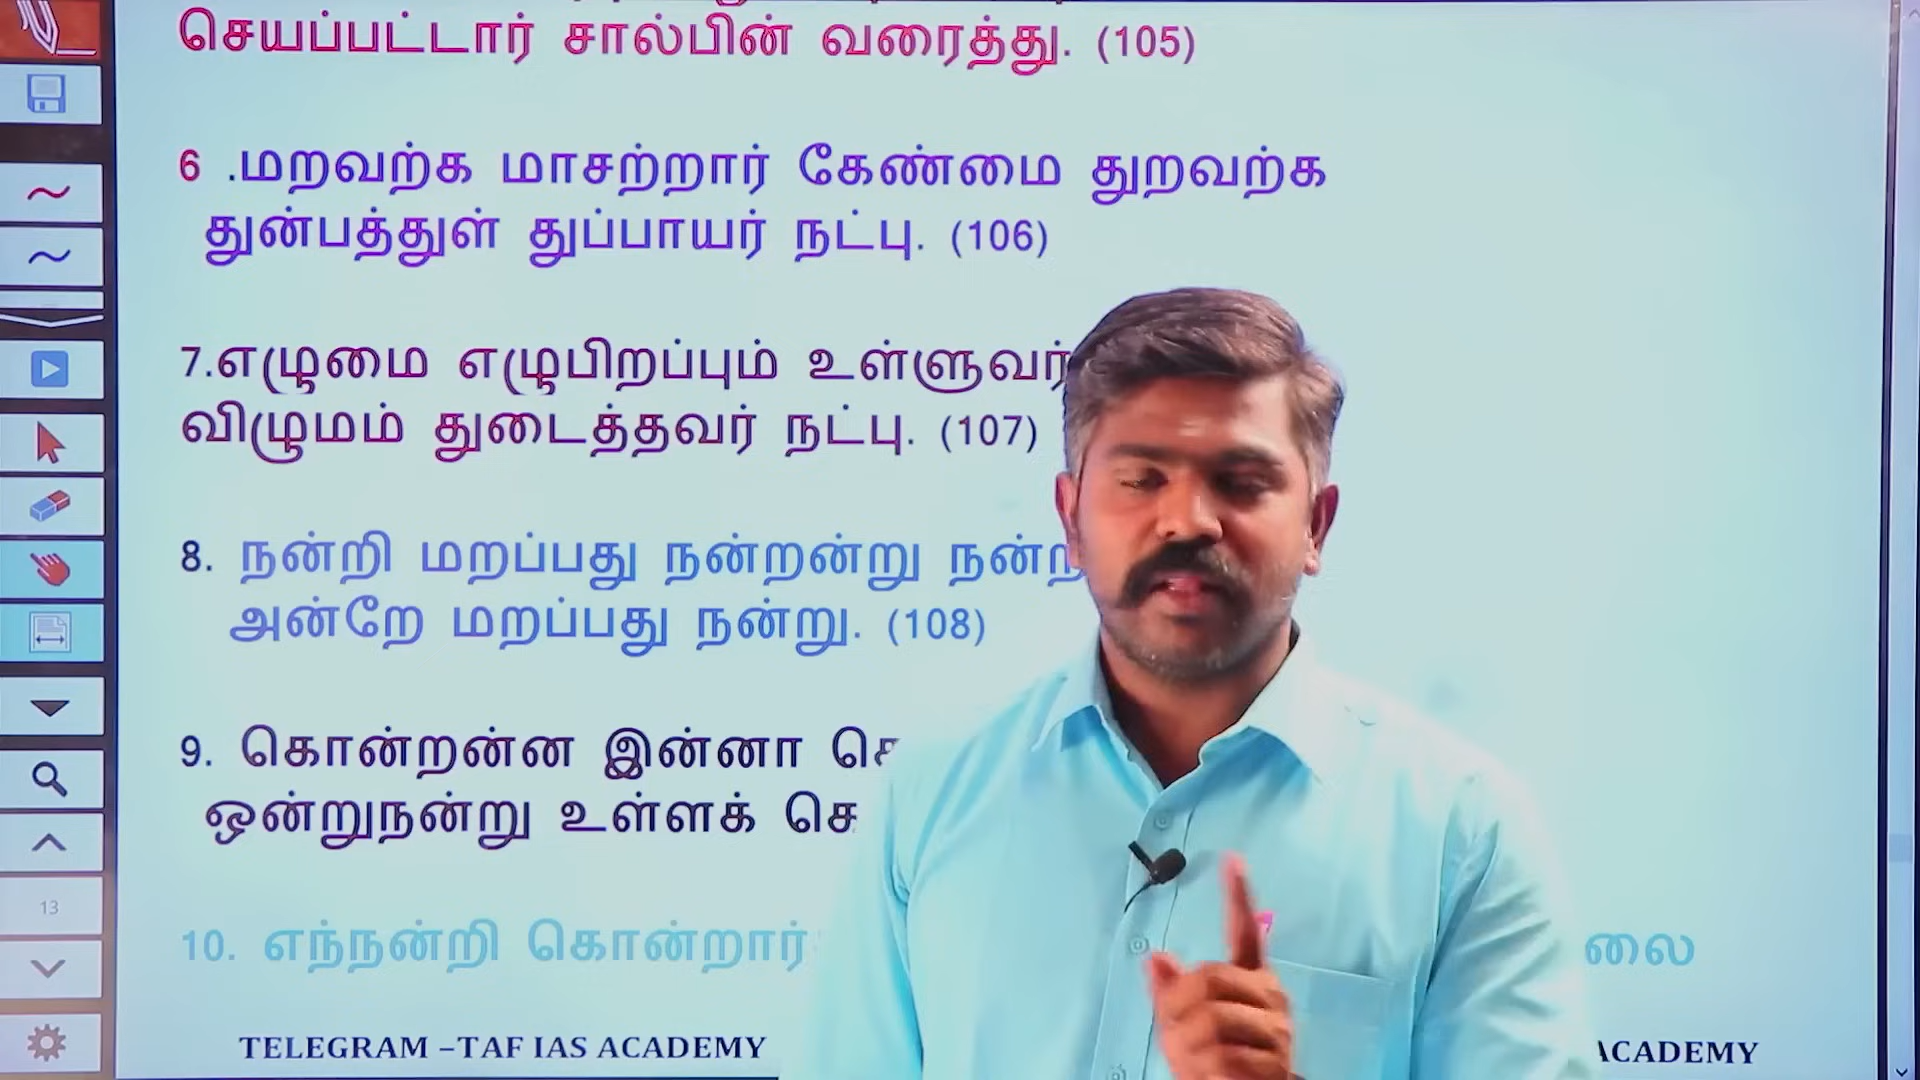 செயப்பட்டார் சால்பின் வரைத்து. (105)
6 .மறவற்க மாசற்றார் கேண்மை துறவற்க
துன்பத்துள் துப்பாயர் நட்பு. (106)
7.எழுமை எழுபிறப்பும் உள்ளுவர்
விழுமம் துடைத்தவர் நட்பு. (107)
8. நன்றி மறப்பது நன்றன்று
அன்றே மறப்பது நன்று. (108)
9. கொன்றன்ன இன்னா
ஒன்றுநன்று உள்ளக்
10. எந்நன்றி கொன்றார்
13
TELEGRAM –TAF IAS ACADEMY
ACADEMY